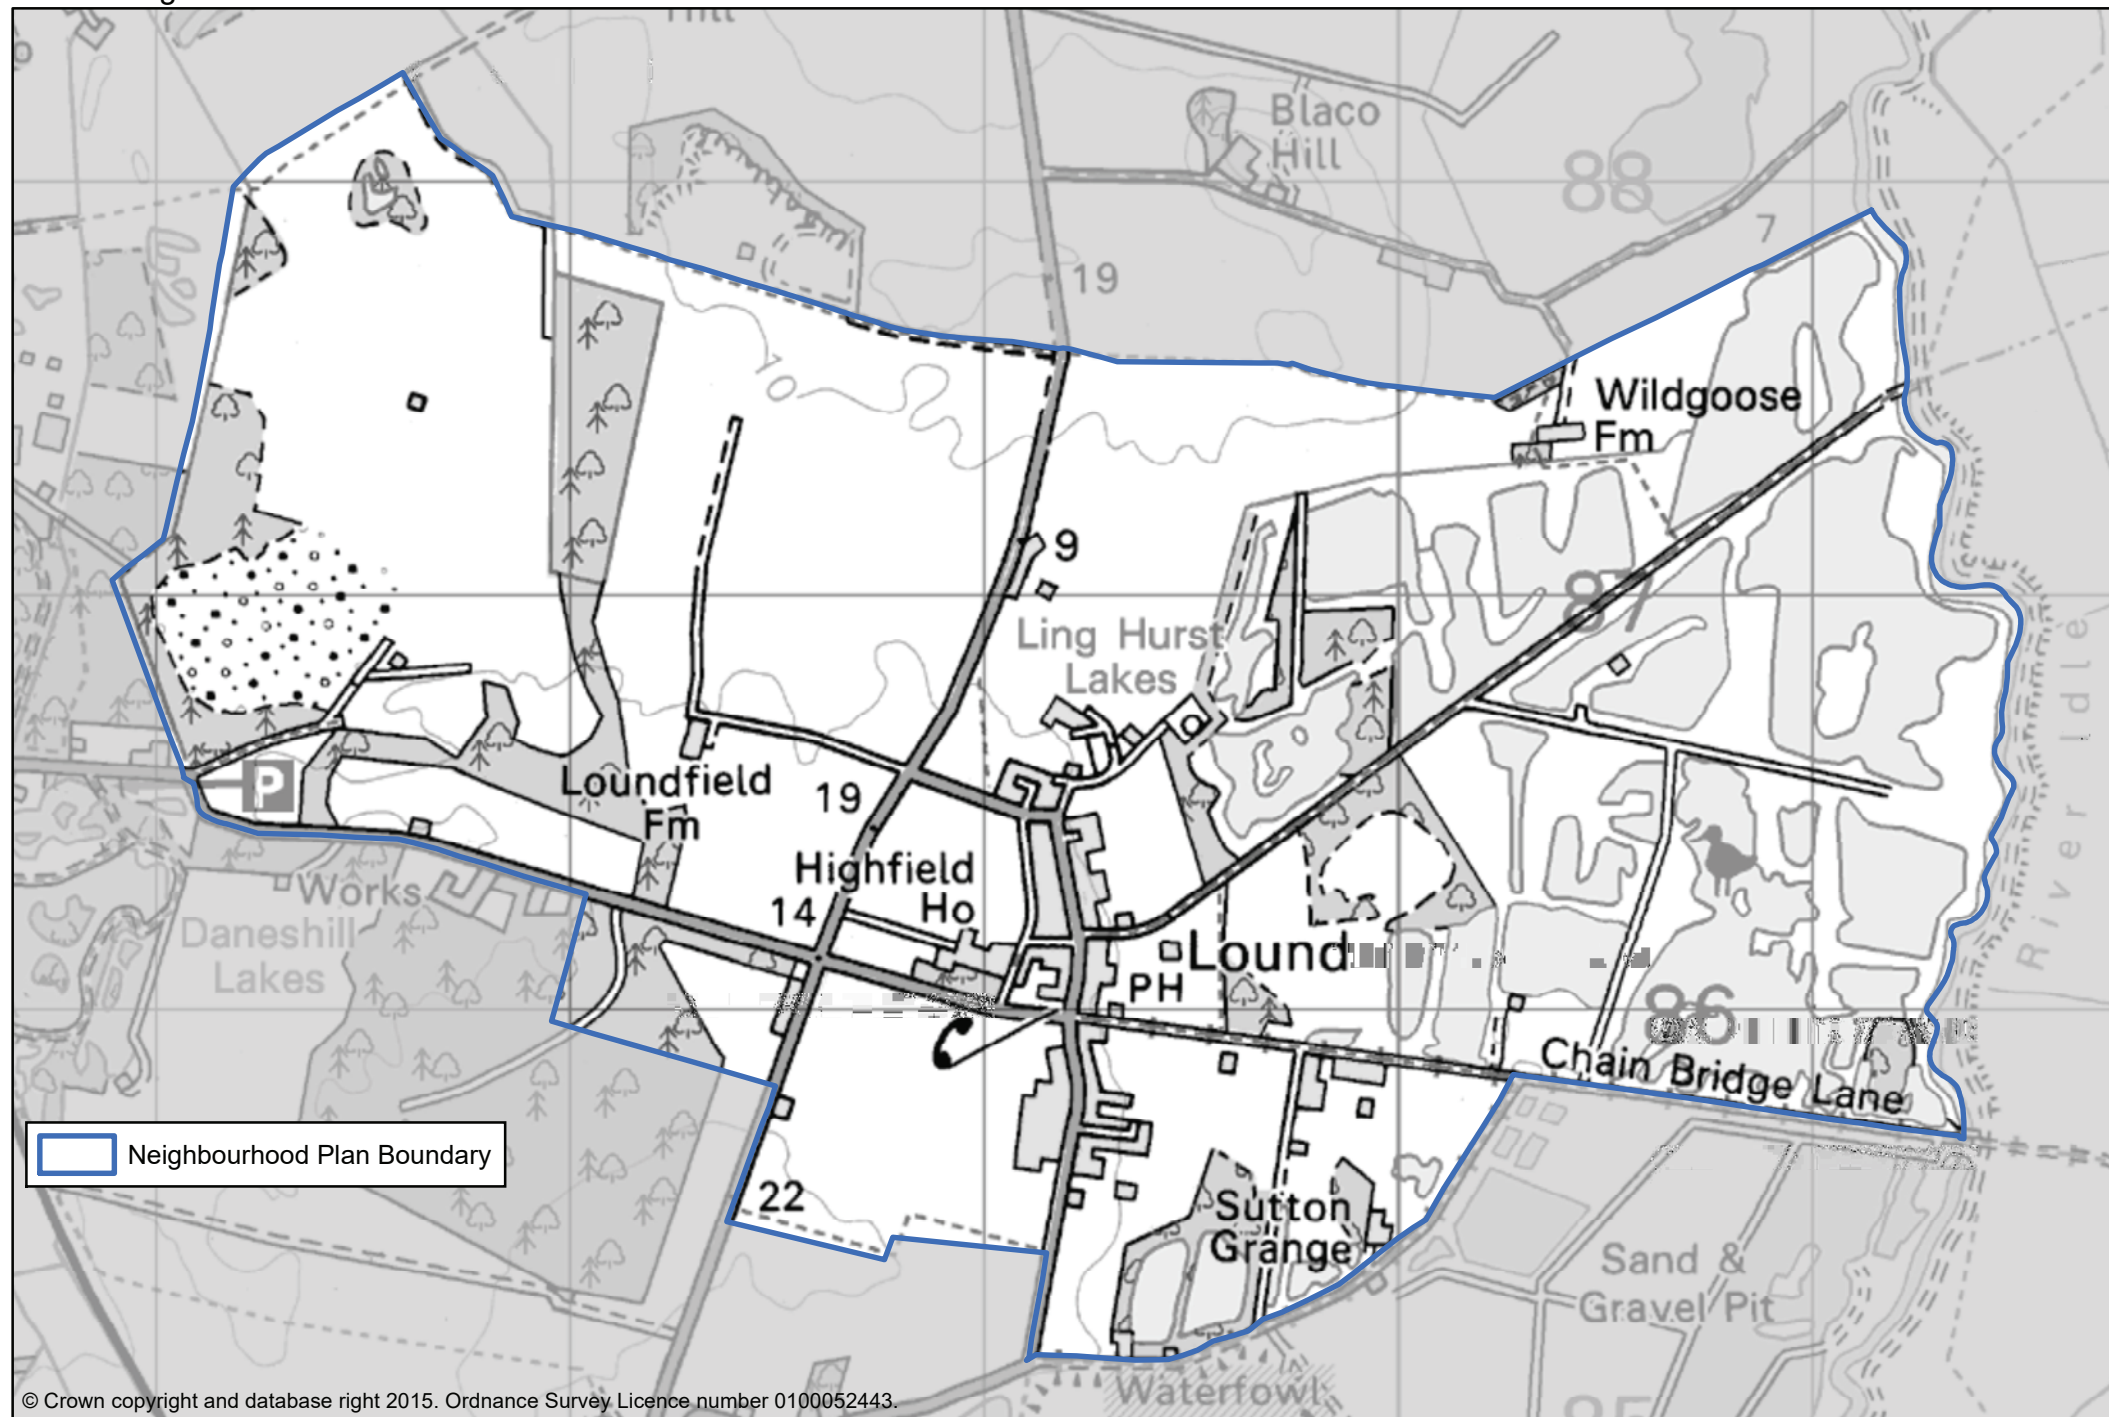 Blaco
Hill
88
7
19
10
Wildgoose
Fm
9
87
Ling Hurst
Lakes
River Idle
P
Loundfield
Fm
19
Highfield
Ho
14
Works
Daneshill
Lakes
Lound
PH
86
Chain Bridge Lane
Neighbourhood Plan Boundary
22
Sutton
Grange
Sand &
Gravel Pit
Waterfowl
© Crown copyright and database right 2015. Ordnance Survey Licence number 0100052443.